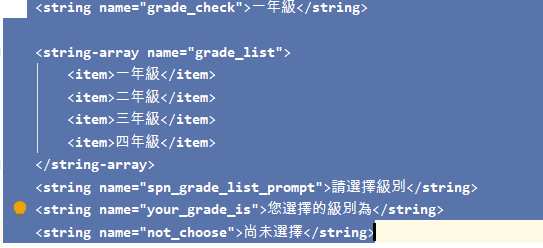 <string name="grade_check">一年級</string>
<string-array name="grade_list">
<item>一年級</item>
<item>二年級</item>
<item>三年級</item>
<item>四年級</item>
</string-array>
<string name="spn_grade_list_prompt">請選擇級別</string>
<string name="your_grade_is">您選擇的級別為</string>
<string name="not_choose">尚未選擇</string>